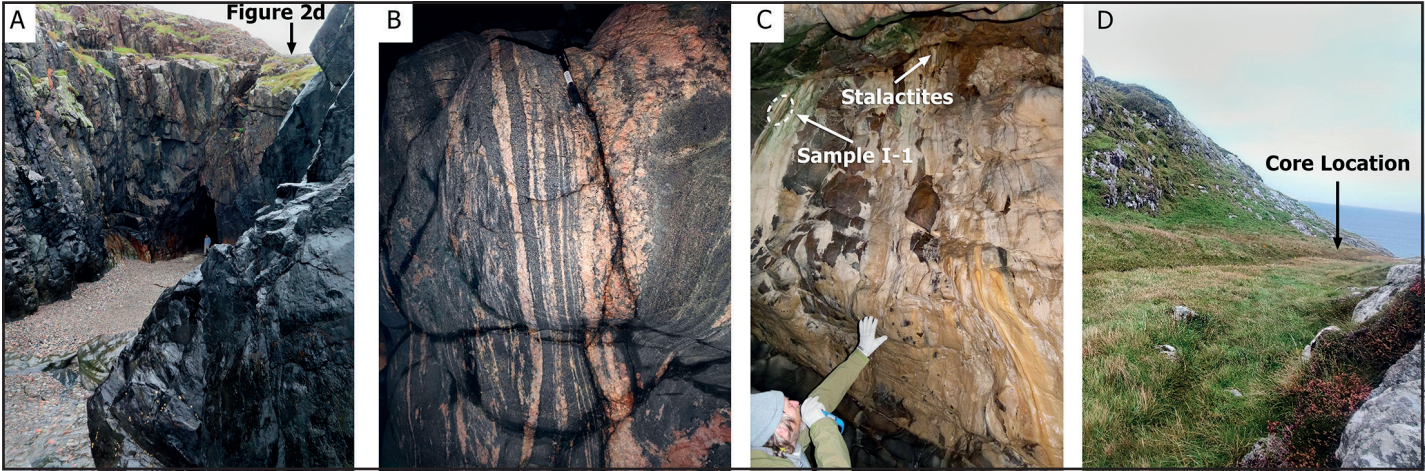 A
Figure 2d
B
C
Stalactites
Sample I-1
D
Core Location